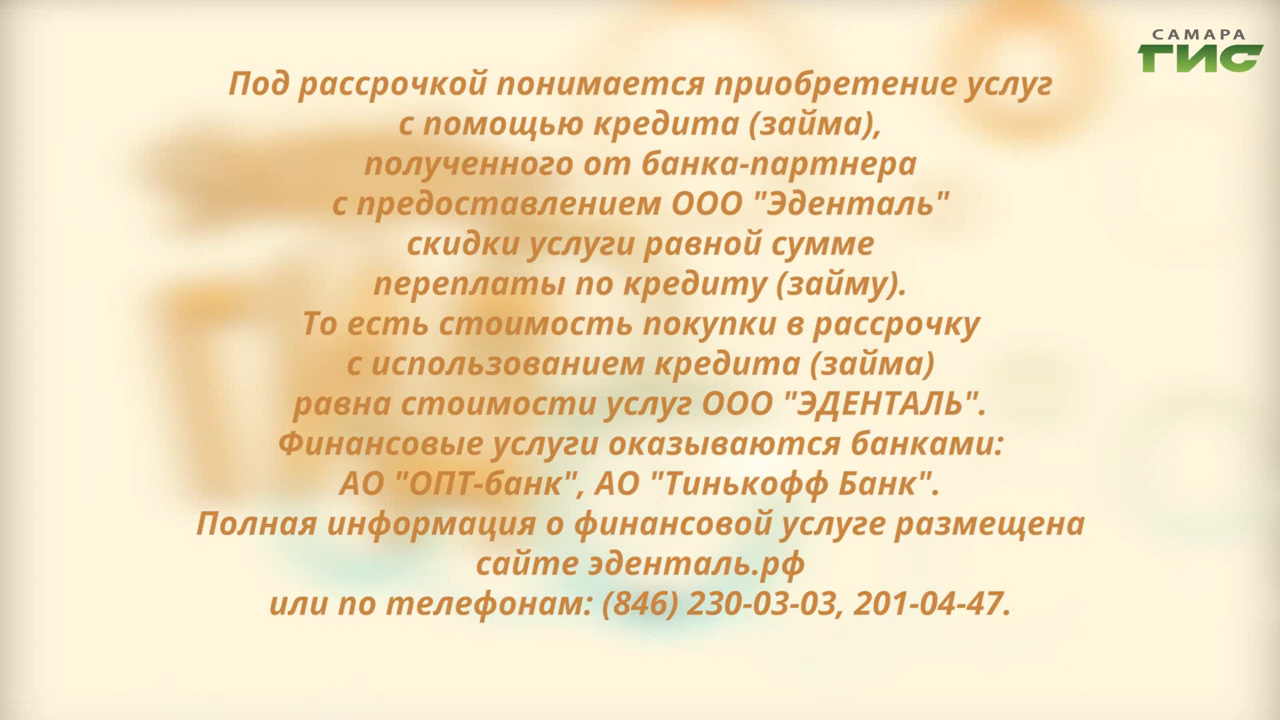 САМАРА
ГИС
Под рассрочкой понимается приобретение услуг
с помощью кредита (займа),
полученного от банка-партнера
с предоставлением ООО "Эденталь"
скидки услуги равной сумме
переплаты по кредиту (займу).
То есть стоимость покупки в рассрочку
с использованием кредита (займа)
равна стоимости услуг ООО "ЭДЕНТАЛЬ".
Финансовые услуги оказываются банками:
АО "ОПТ-банк", АО "Тинькофф Банк".
Полная информация о финансовой услуге размещена
сайте эденталь.рф
или по телефонам: (846) 230-03-03, 201-04-47.